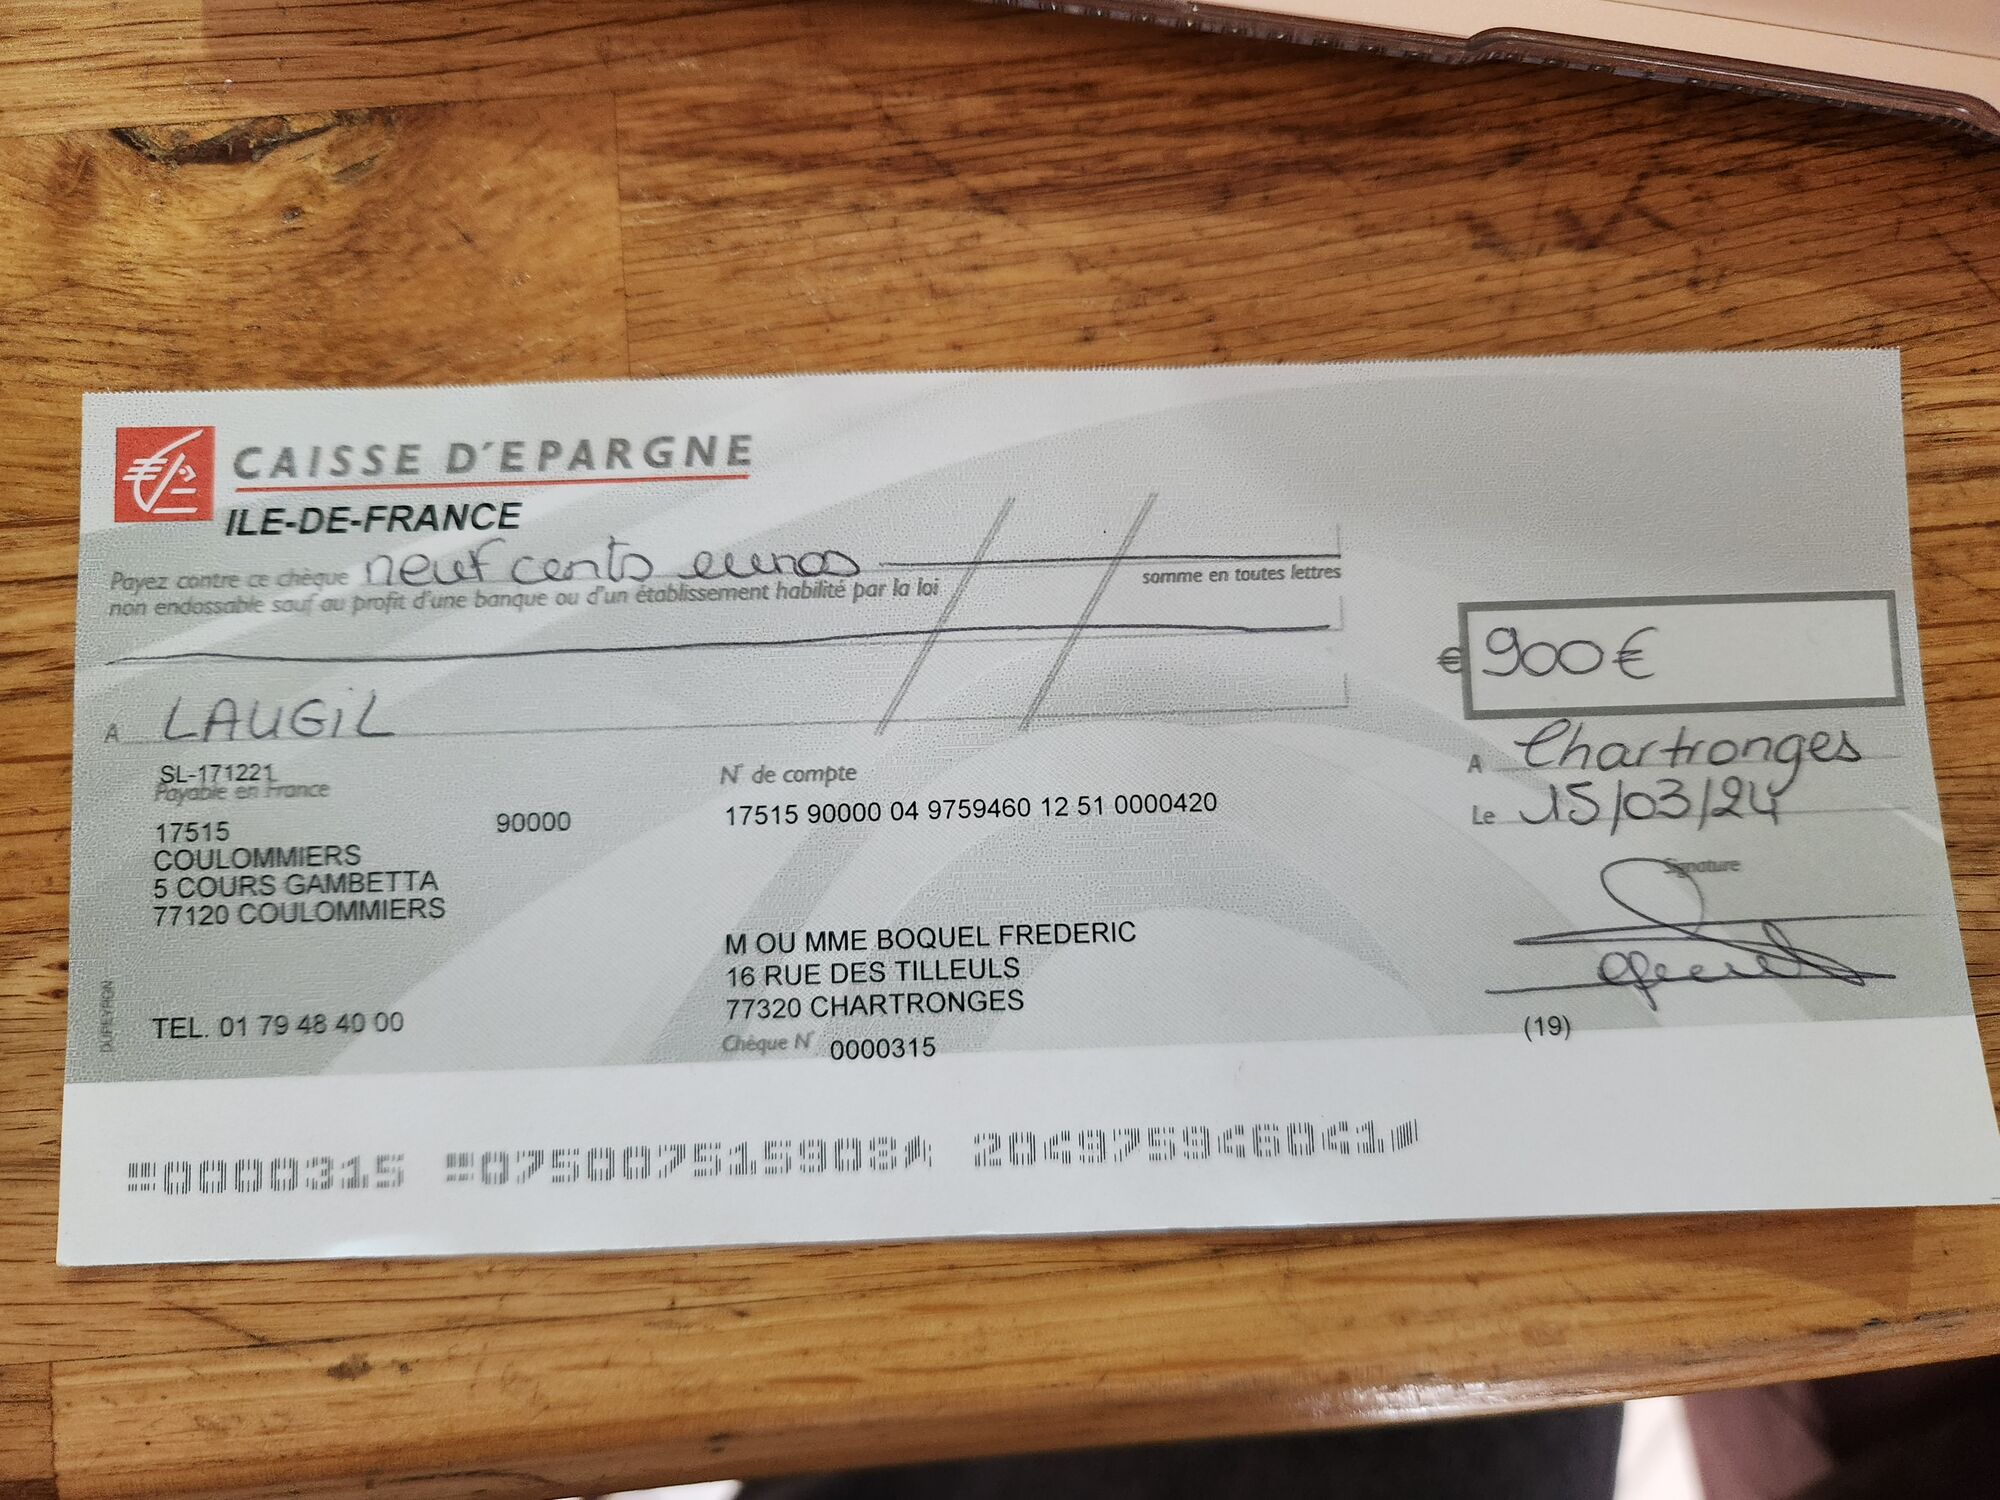 CAISSE D'EPARGNE
ILE-DE-FRANCE
Payez contre ce chèque neuf cents euros
non endossable sauf au profit d'une banque ou d'un établissement habilité par la loi
somme en toutes lettres
€ 900€
A LAUGIL
A Chartronges
Le 15/03/24
SL-171221
Payable en France
17515 90000
COULOMMIERS
5 COURS GAMBETTA
77120 COULOMMIERS
TEL. 01 79 48 40 00
N° de compte
17515 90000 04 9759460 12 51 0000420
M OU MME BOQUEL FREDERIC
16 RUE DES TILLEULS
77320 CHARTRONGES
Chèque N° 0000315
Signature
(19)
DUPEYRON
0000315 075007515908 204975946041